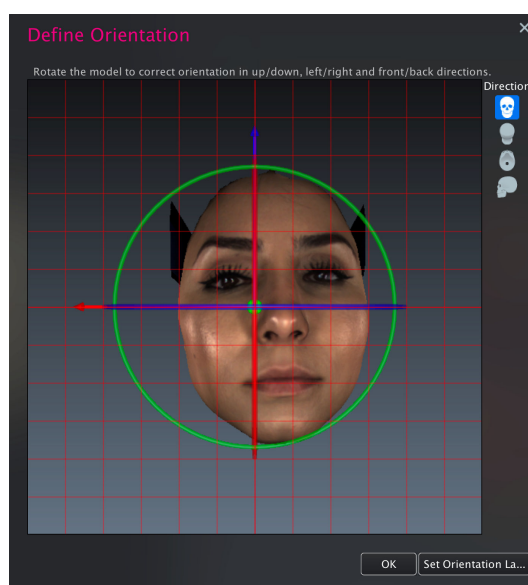 Define Orientation
Rotate the model to correct orientation in up/down, left/right and front/back directions.
Direction
OK
Set Orientation La...